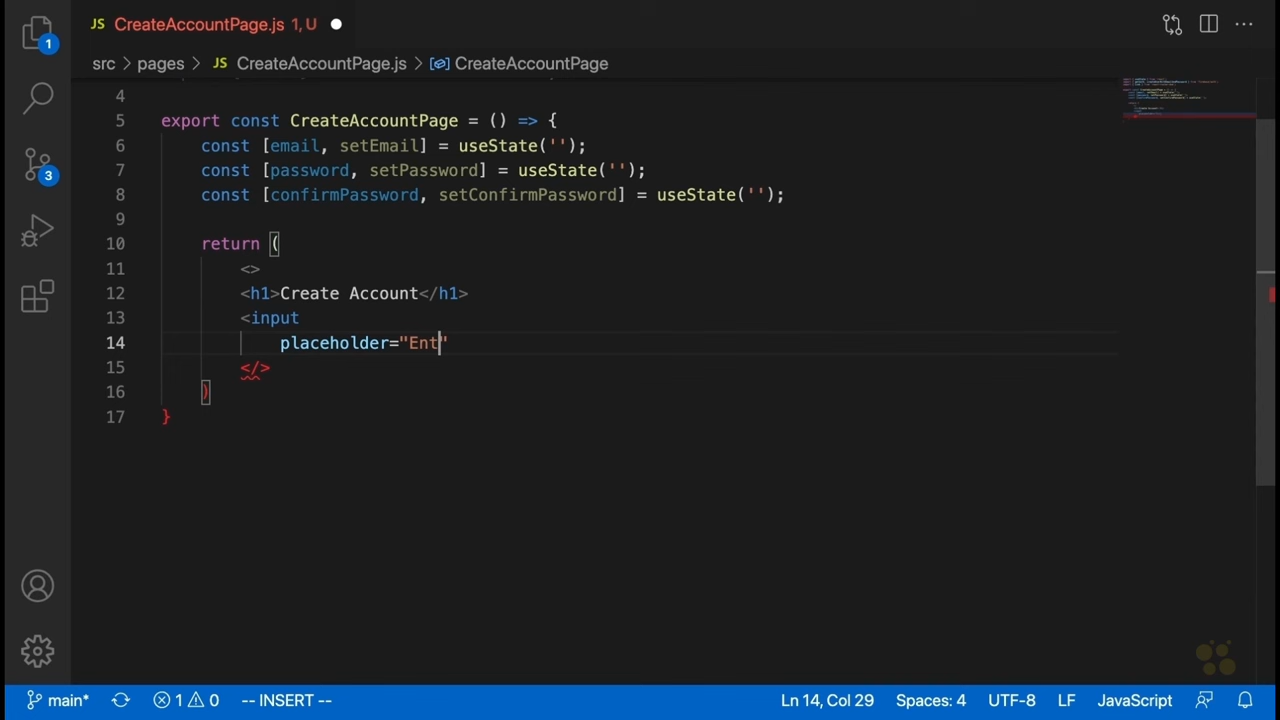 JS CreateAccountPage.js 1, U
src > pages > JS CreateAccountPage.js > CreateAccountPage
4
5 export const CreateAccountPage = () => {
6 const [email, setEmail] = useState('');
7 const [password, setPassword] = useState('');
8 const [confirmPassword, setConfirmPassword] = useState('');
9
10 return (
11 <>
12 <h1>Create Account</h1>
13 <input
14 placeholder="Ent"
15 </>
16 )
17 }
1
3
main* 1 0 -- INSERT -- Ln 14, Col 29 Spaces: 4 UTF-8 LF JavaScript